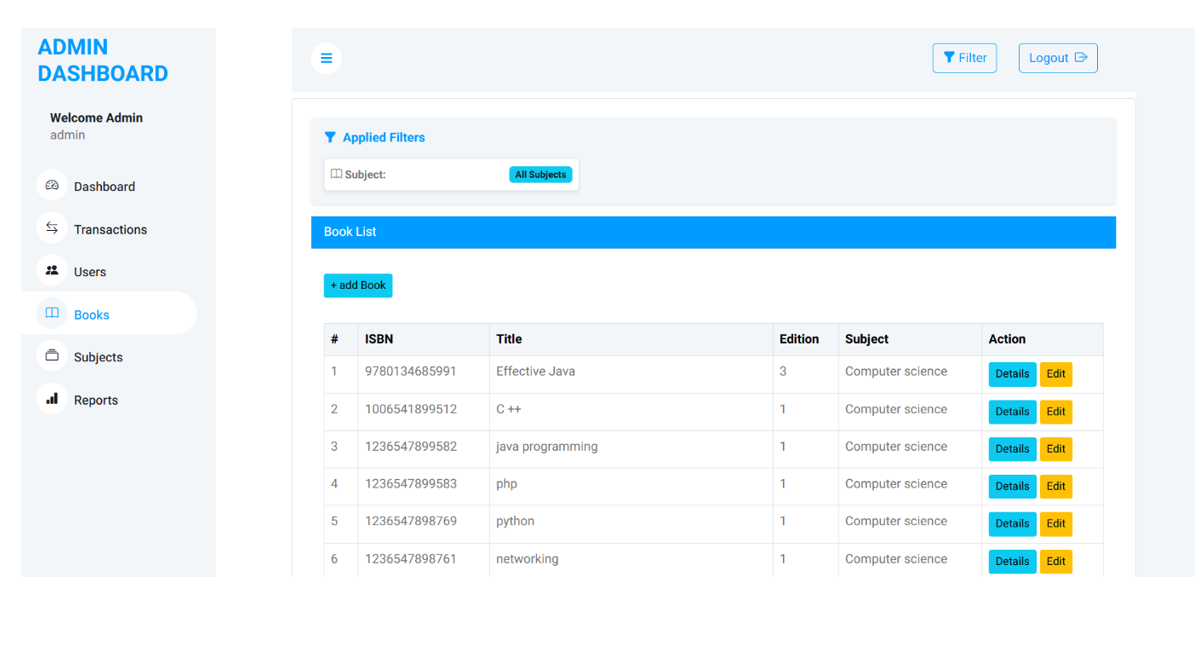 ADMIN
DASHBOARD
Welcome Admin
admin
Dashboard
Transactions
Users
Books
Subjects
Reports
Filter Logout
Applied Filters
Subject: All Subjects
Book List
+ add Book
# ISBN Title Edition Subject Action
1 9780134685991 Effective Java 3 Computer science Details Edit
2 1006541899512 C ++ 1 Computer science Details Edit
3 1236547899582 java programming 1 Computer science Details Edit
4 1236547899583 php 1 Computer science Details Edit
5 1236547898769 python 1 Computer science Details Edit
6 1236547898761 networking 1 Computer science Details Edit